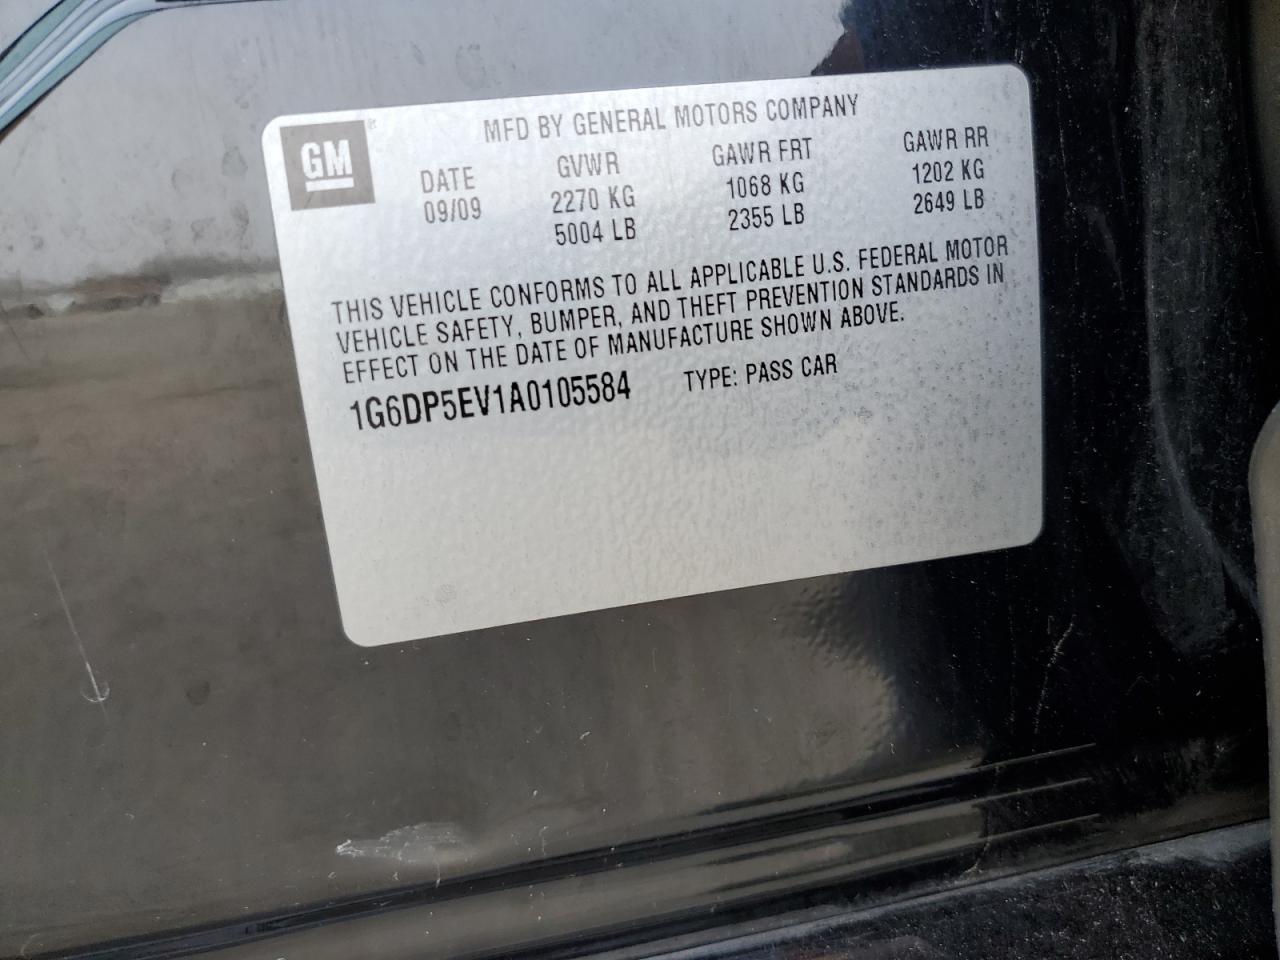 GM ®
MFD BY GENERAL MOTORS COMPANY
DATE GVWR GAWR FRT GAWR RR
09/09 2270 KG 1068 KG 1202 KG
5004 LB 2355 LB 2649 LB
THIS VEHICLE CONFORMS TO ALL APPLICABLE U.S. FEDERAL MOTOR
VEHICLE SAFETY, BUMPER, AND THEFT PREVENTION STANDARDS IN
EFFECT ON THE DATE OF MANUFACTURE SHOWN ABOVE.
1G6DP5EV1A0105584 TYPE: PASS CAR